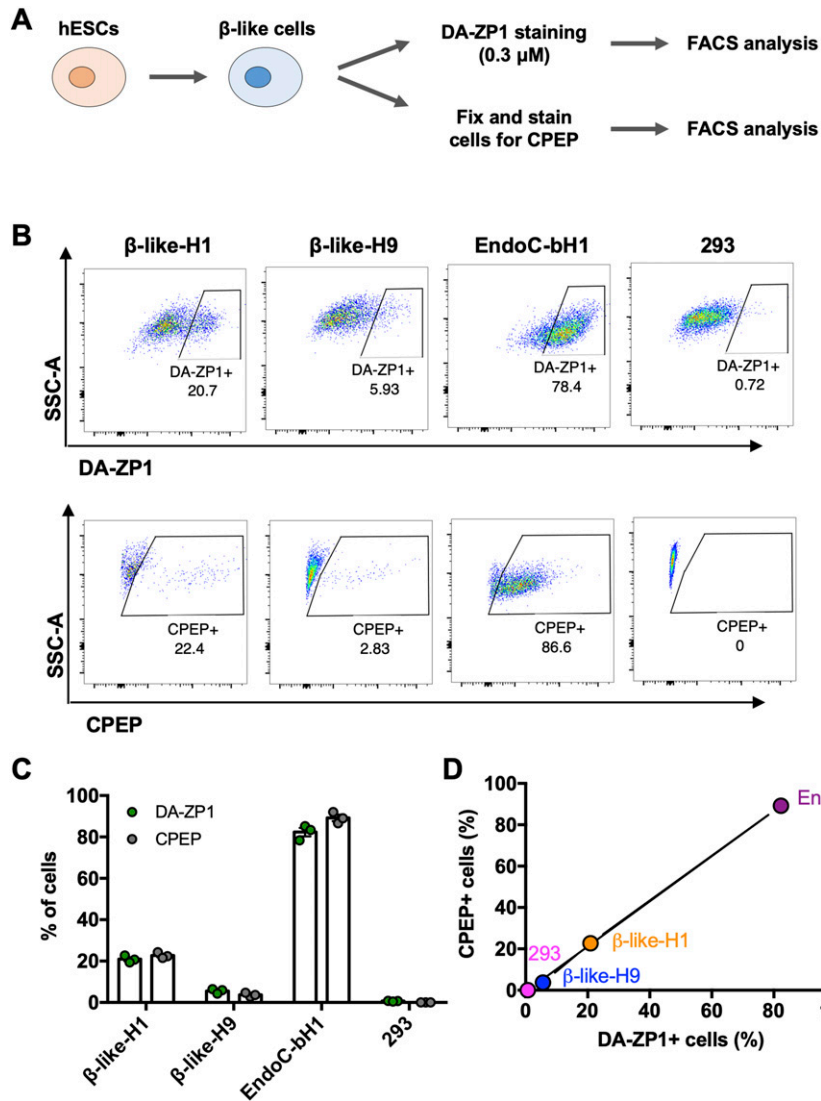 A
hESCs
β-like cells
DA-ZP1 staining
(0.3 μM)
FACS analysis
Fix and stain
cells for CPEP
FACS analysis
B
β-like-H1
β-like-H9
EndoC-bH1
293
DA-ZP1+
20.7
DA-ZP1+
5.93
DA-ZP1+
78.4
DA-ZP1+
0.72
SSC-A
DA-ZP1
CPEP+
22.4
CPEP+
2.83
CPEP+
86.6
CPEP+
0
SSC-A
CPEP
C
DA-ZP1
CPEP
% of cells
100
80
60
40
20
0
β-like-H1
β-like-H9
EndoC-bH1
293
D
CPEP+ cells (%)
100
80
60
40
20
0
En
β-like-H1
293
β-like-H9
0
20
40
60
80
DA-ZP1+ cells (%)